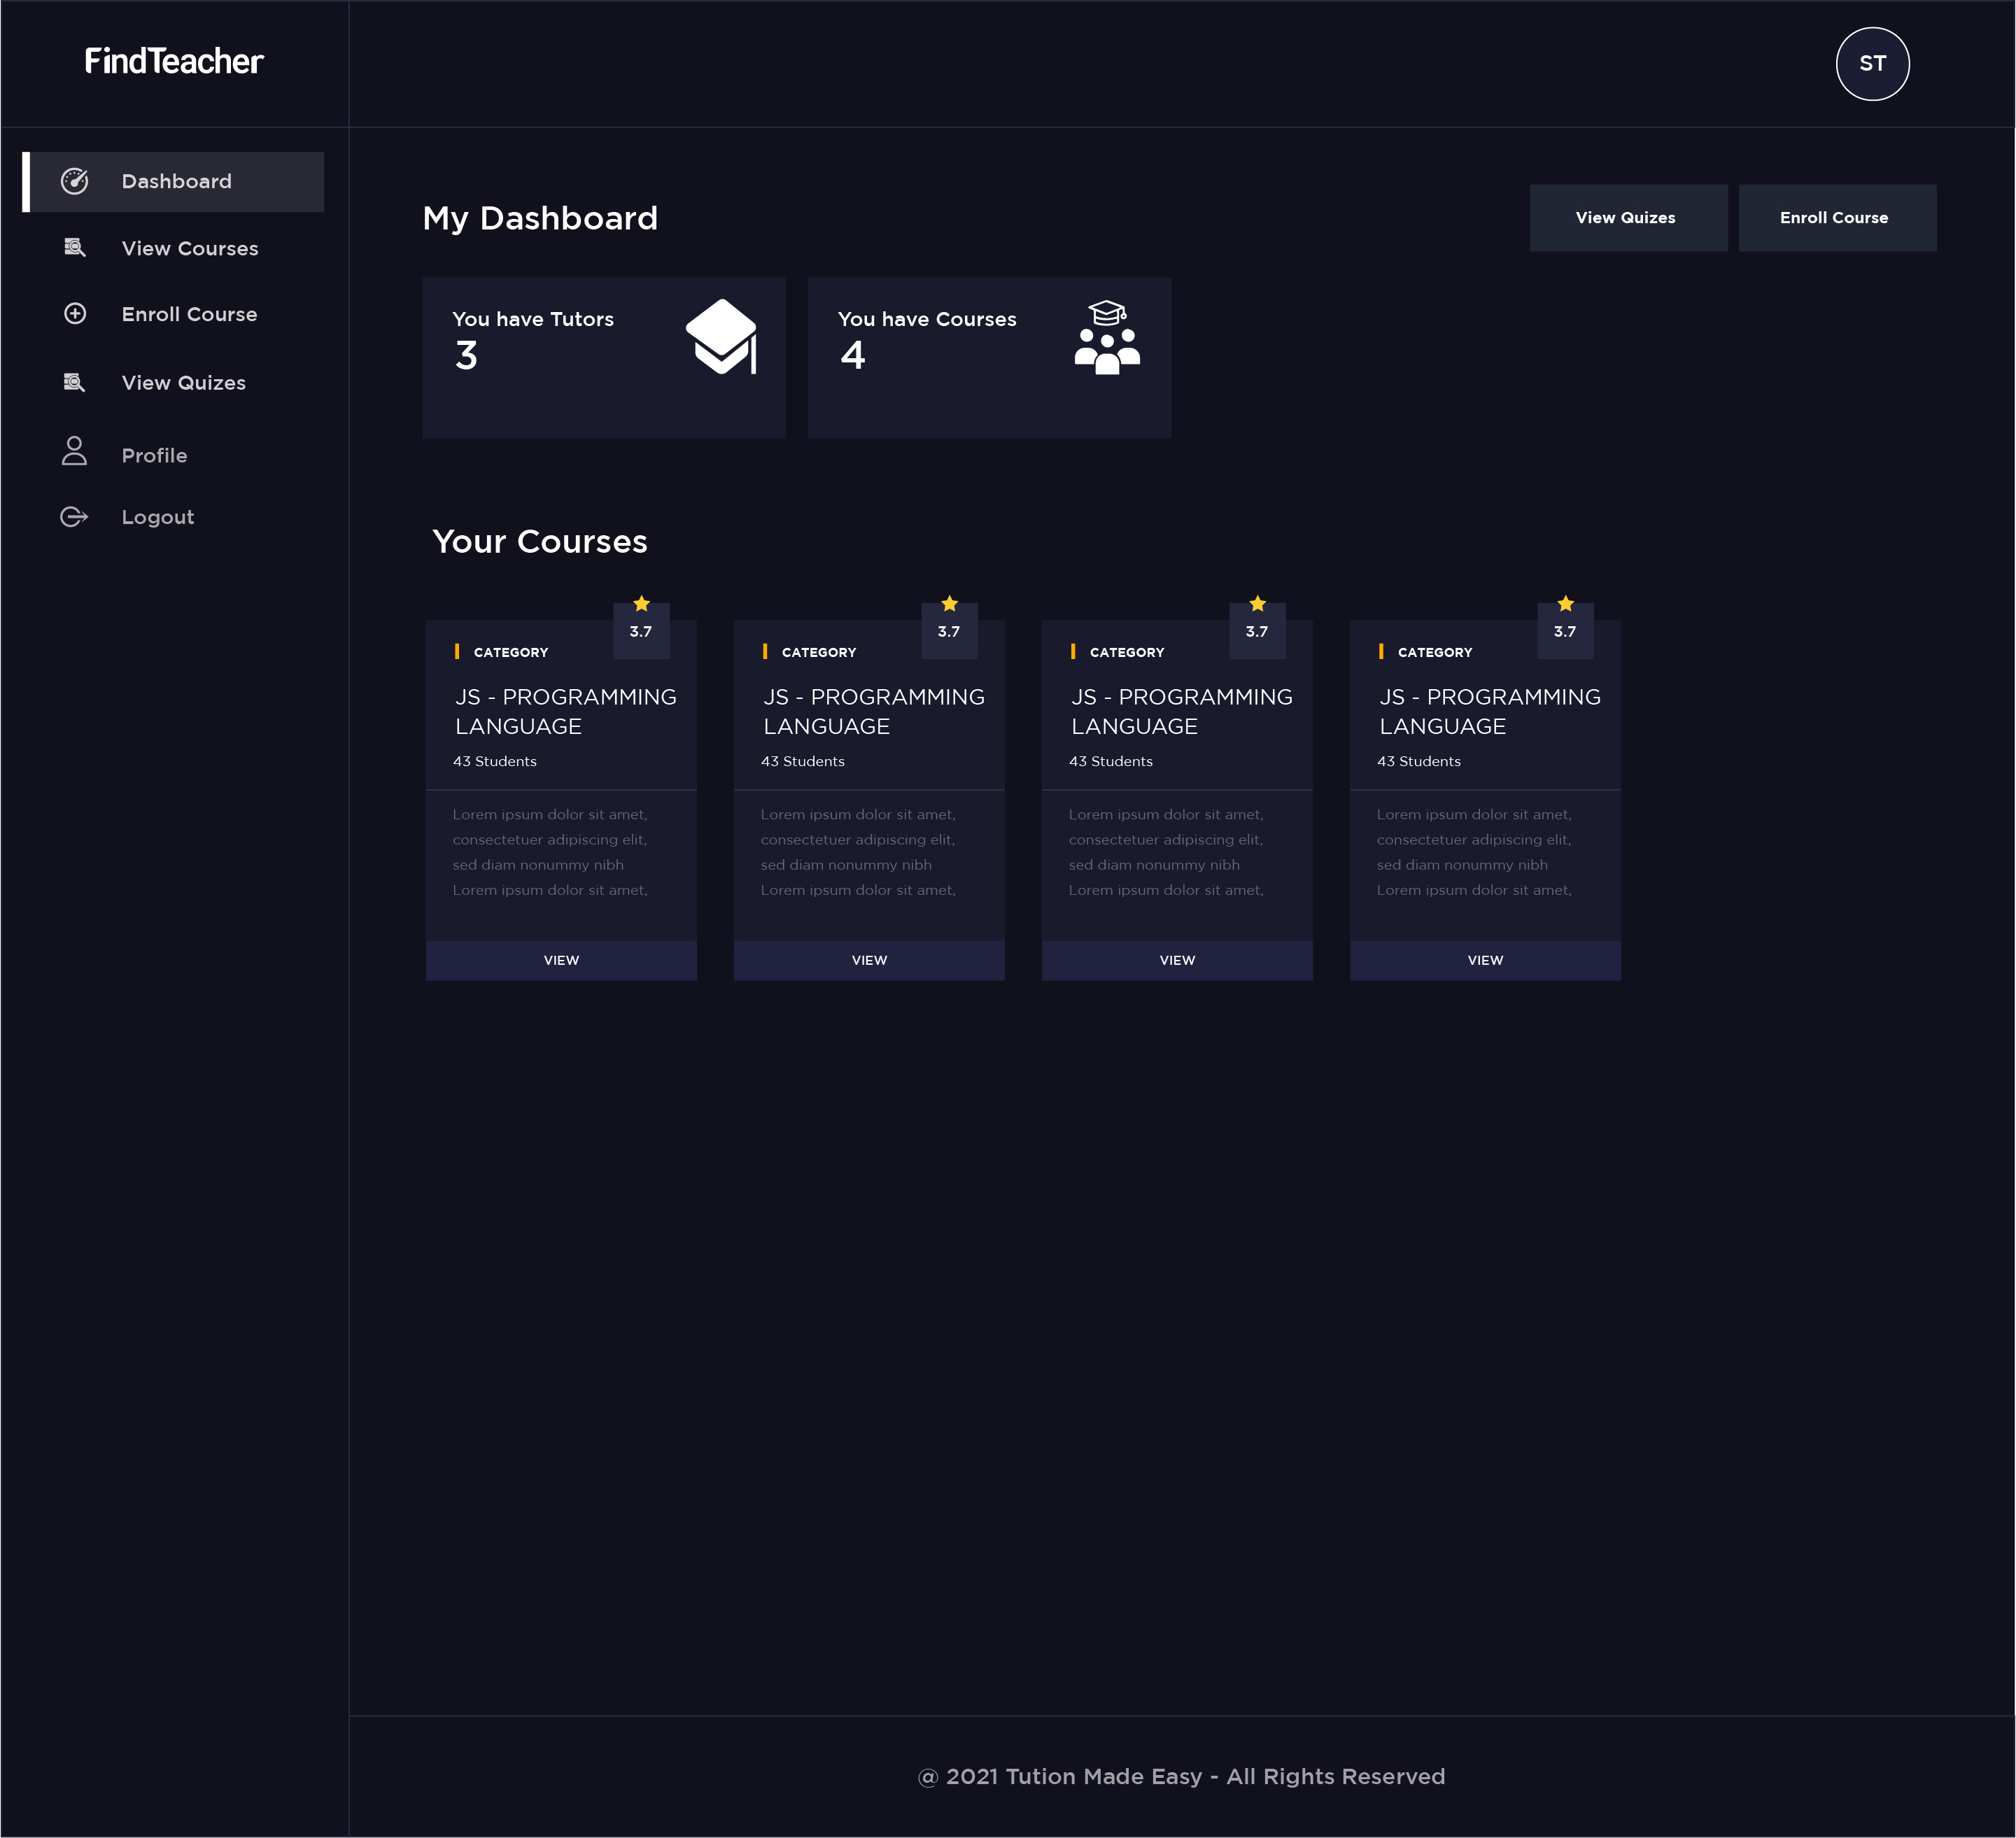 FindTeacher
ST
Dashboard
View Courses
Enroll Course
View Quizes
Profile
Logout
My Dashboard
View Quizes
Enroll Course
You have Tutors
3
You have Courses
4
Your Courses
3.7
CATEGORY
JS - PROGRAMMING
LANGUAGE
43 Students
Lorem ipsum dolor sit amet,
consectetuer adipiscing elit,
sed diam nonummy nibh
Lorem ipsum dolor sit amet,
VIEW
3.7
CATEGORY
JS - PROGRAMMING
LANGUAGE
43 Students
Lorem ipsum dolor sit amet,
consectetuer adipiscing elit,
sed diam nonummy nibh
Lorem ipsum dolor sit amet,
VIEW
3.7
CATEGORY
JS - PROGRAMMING
LANGUAGE
43 Students
Lorem ipsum dolor sit amet,
consectetuer adipiscing elit,
sed diam nonummy nibh
Lorem ipsum dolor sit amet,
VIEW
3.7
CATEGORY
JS - PROGRAMMING
LANGUAGE
43 Students
Lorem ipsum dolor sit amet,
consectetuer adipiscing elit,
sed diam nonummy nibh
Lorem ipsum dolor sit amet,
VIEW
@ 2021 Tution Made Easy - All Rights Reserved